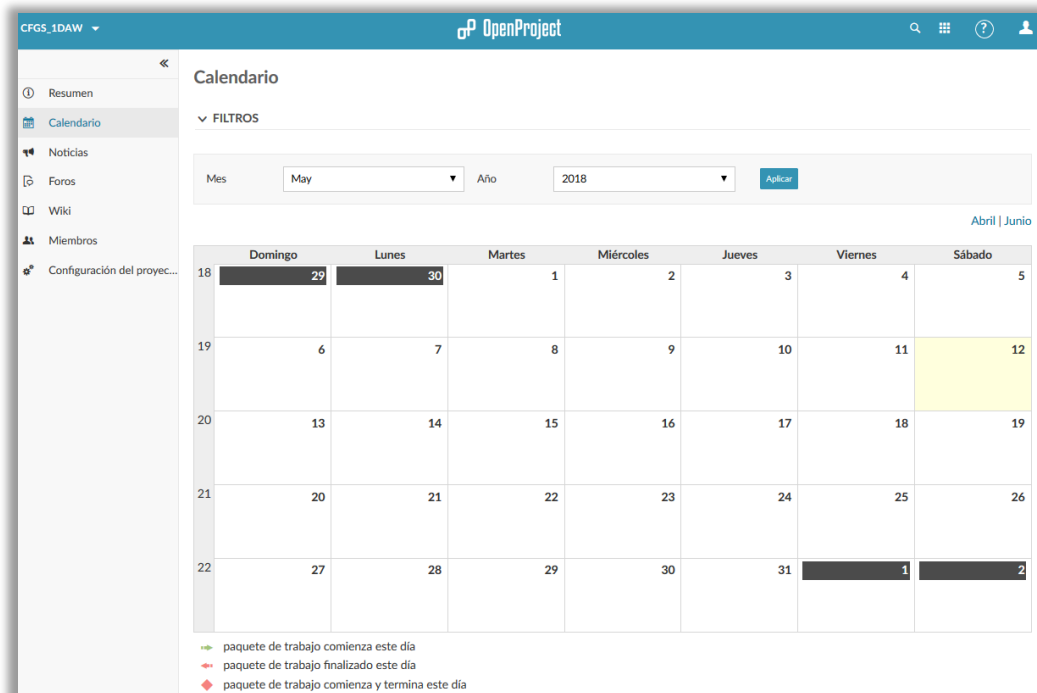 CFGS_1DAW
OpenProject
?
«
Resumen
Calendario
Noticias
Foros
Wiki
Miembros
Configuración del proyec...
Calendario
FILTROS
Mes May Año 2018 Aplicar
Abril | Junio
Domingo Lunes Martes Miércoles Jueves Viernes Sábado
18 29 30 1 2 3 4 5
19 6 7 8 9 10 11 12
20 13 14 15 16 17 18 19
21 20 21 22 23 24 25 26
22 27 28 29 30 31 1 2
paquete de trabajo comienza este día
paquete de trabajo finalizado este día
paquete de trabajo comienza y termina este día